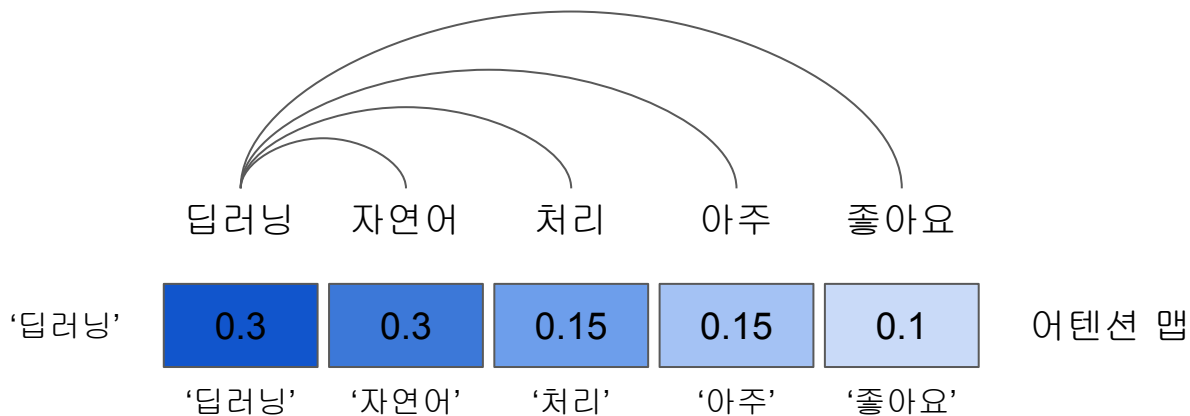 딥러닝 자연어 처리 아주 좋아요
‘딥러닝’ 0.3 0.3 0.15 0.15 0.1 어텐션 맵
‘딥러닝’ ‘자연어’ ‘처리’ ‘아주’ ‘좋아요’